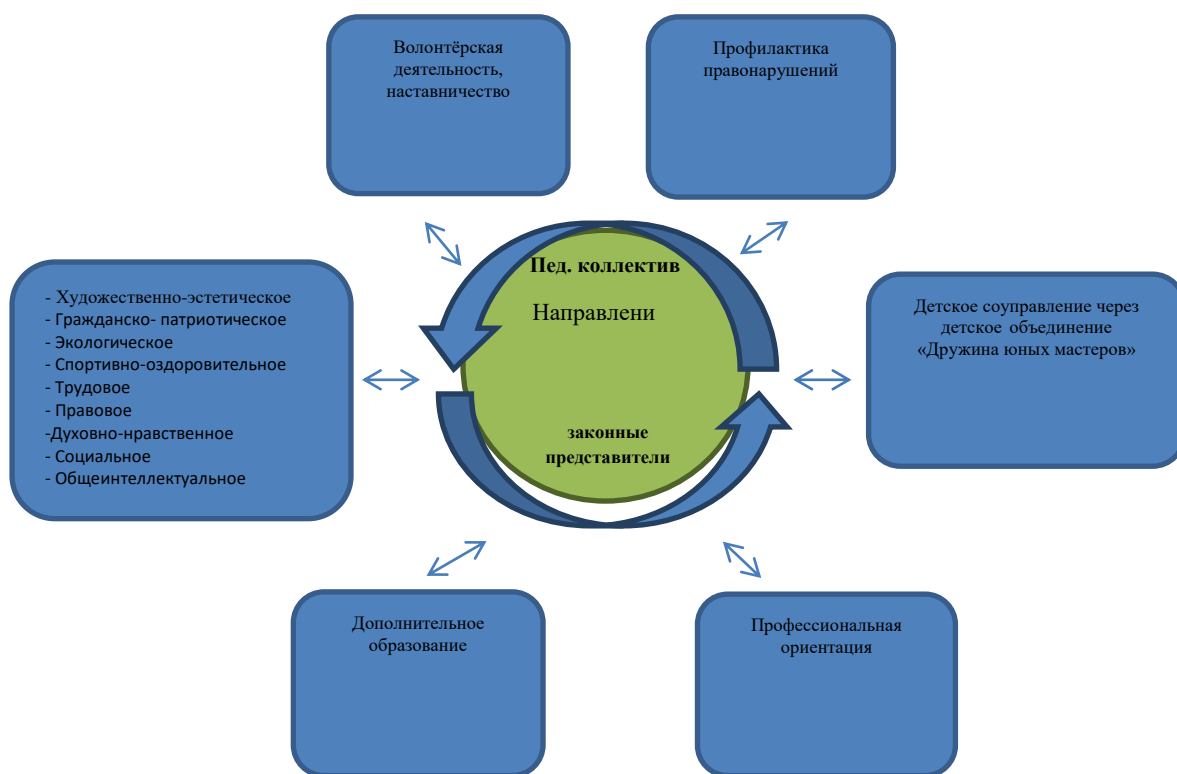 Волонтёрская
деятельность,
наставничество
Профилактика
правонарушений
Пед. коллектив
Направлени
законные
представители
- Художественно-эстетическое
- Гражданско- патриотическое
- Экологическое
- Спортивно-оздоровительное
- Трудовое
- Правовое
-Духовно-нравственное
- Социальное
- Общеинтеллектуальное
Детское соуправление через
детское объединение
«Дружина юных мастеров»
Дополнительное
образование
Профессиональная
ориентация